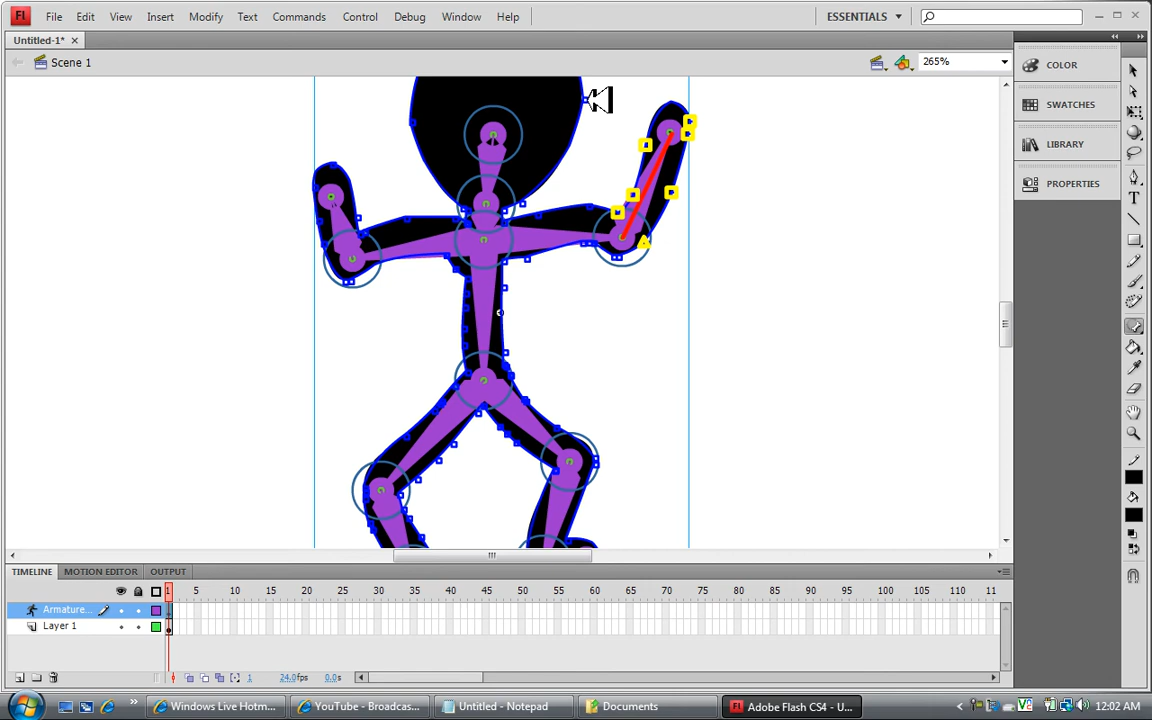 Fl File Edit View Insert Modify Text Commands Control Debug Window Help ESSENTIALS
Untitled-1*
Scene 1 265%
COLOR
SWATCHES
LIBRARY
PROPERTIES
TIMELINE MOTION EDITOR OUTPUT
1 5 10 15 20 25 30 35 40 45 50 55 60 65 70 75 80 85 90 95 100 105 110 11
Armature...
Layer 1
1 24.0fps 0.0s
Windows Live Hotm... YouTube - Broadcas... Untitled - Notepad Documents Fl Adobe Flash CS4 - U... 12:02 AM